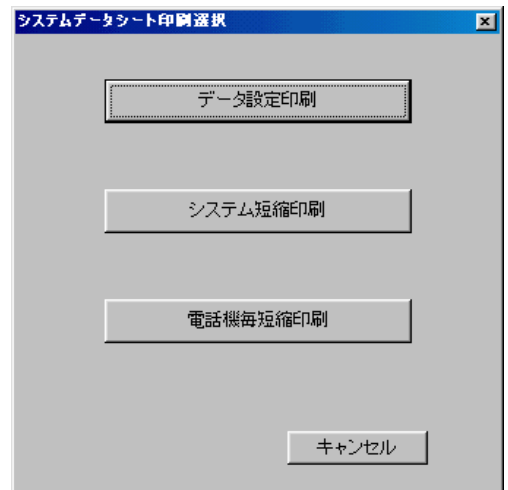 システムデータシート印刷選択
データ設定印刷
システム短縮印刷
電話機毎短縮印刷
キャンセル